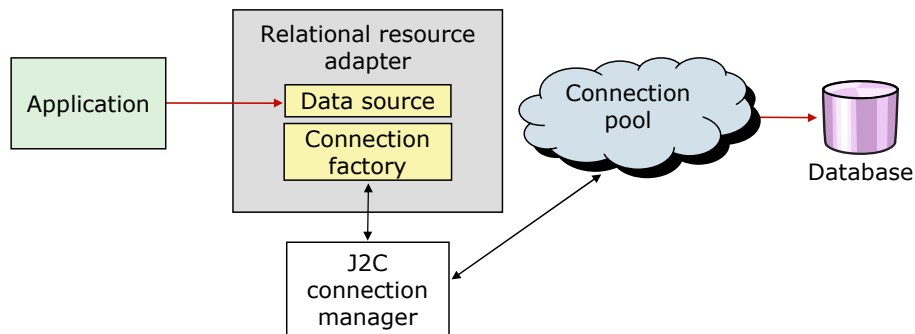 Relational resource
adapter
Application
Data source
Connection
factory
Connection
pool
Database
J2C
connection
manager